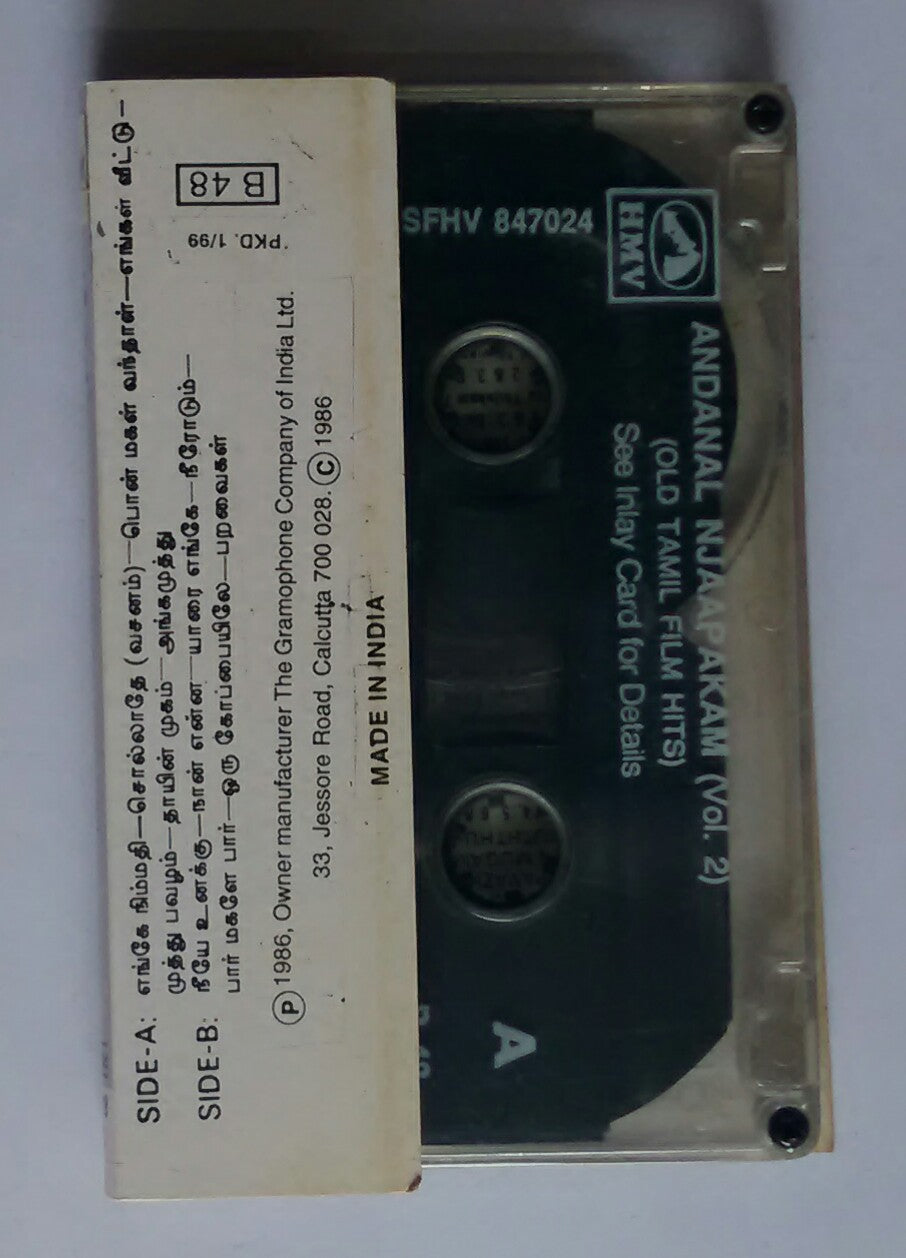 SIDE-A: எங்கே நிம்மதி—சொல்லாதே (வசனம்)—பொன் மகள் வந்தாள்—எங்கள் வீட்டு—
முத்து பவழம்—தாயின் முகம்—அங்கமுத்து
SIDE-B: நீயே உனக்கு—நான் என்ன—யாரை எங்கே—நீரோடும்—
பார் மகளே பார்—ஒரு கோப்பையிலே—பறவைகள்
B 48
PKD. 1/99
Ⓟ 1986, Owner manufacturer The Gramophone Company of India Ltd.
33, Jessore Road, Calcutta 700 028. Ⓒ 1986
MADE IN INDIA
SFHV 847024
HMV
ANDANAL NJAAPAKAM (Vol. 2)
(OLD TAMIL FILM HITS)
See Inlay Card for Details
A